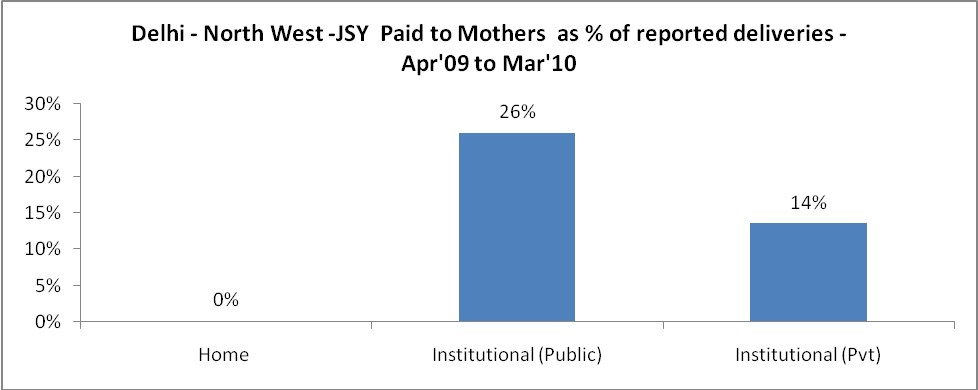 Delhi - North West -JSY Paid to Mothers as % of reported deliveries -
Apr'09 to Mar'10
30%
25%
20%
15%
10%
5%
0%
0%
26%
14%
Home
Institutional (Public)
Institutional (Pvt)